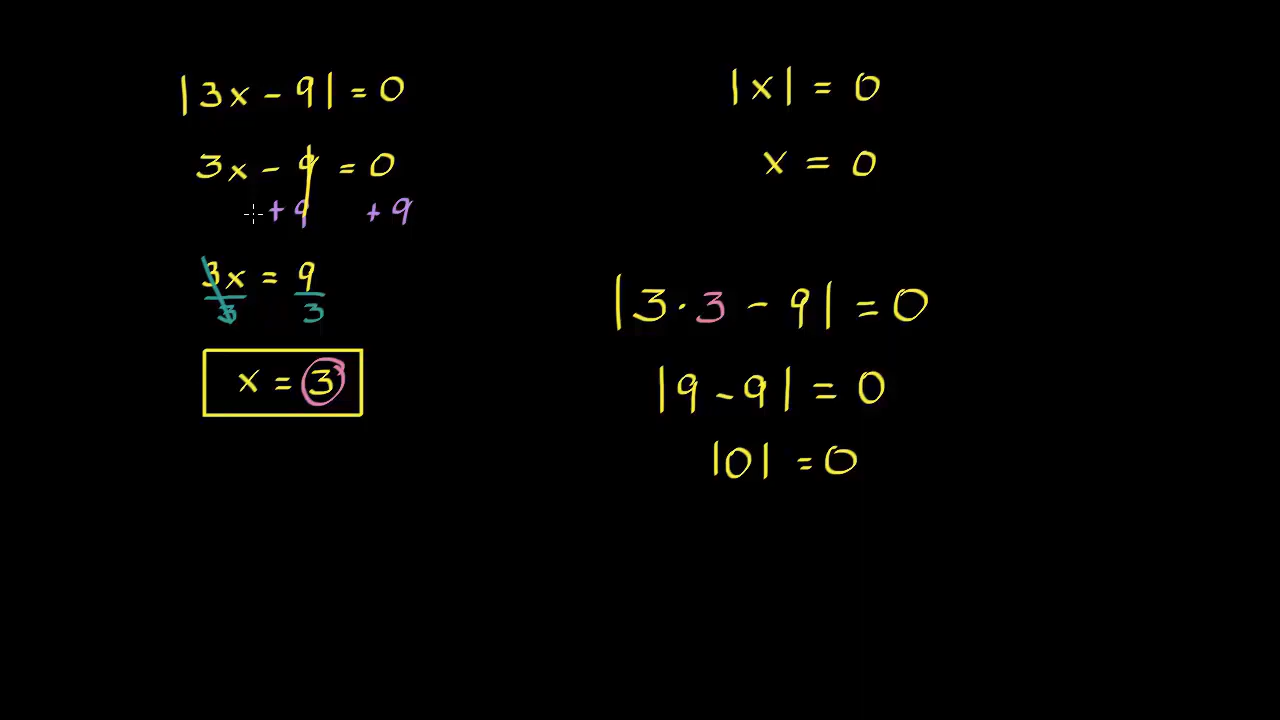 |3x - 9| = 0
3x - 9 = 0
+ 9 + 9
3x = 9
3 3
x = 3
|x| = 0
x = 0
|3 · 3 - 9| = 0
|9 - 9| = 0
|0| = 0